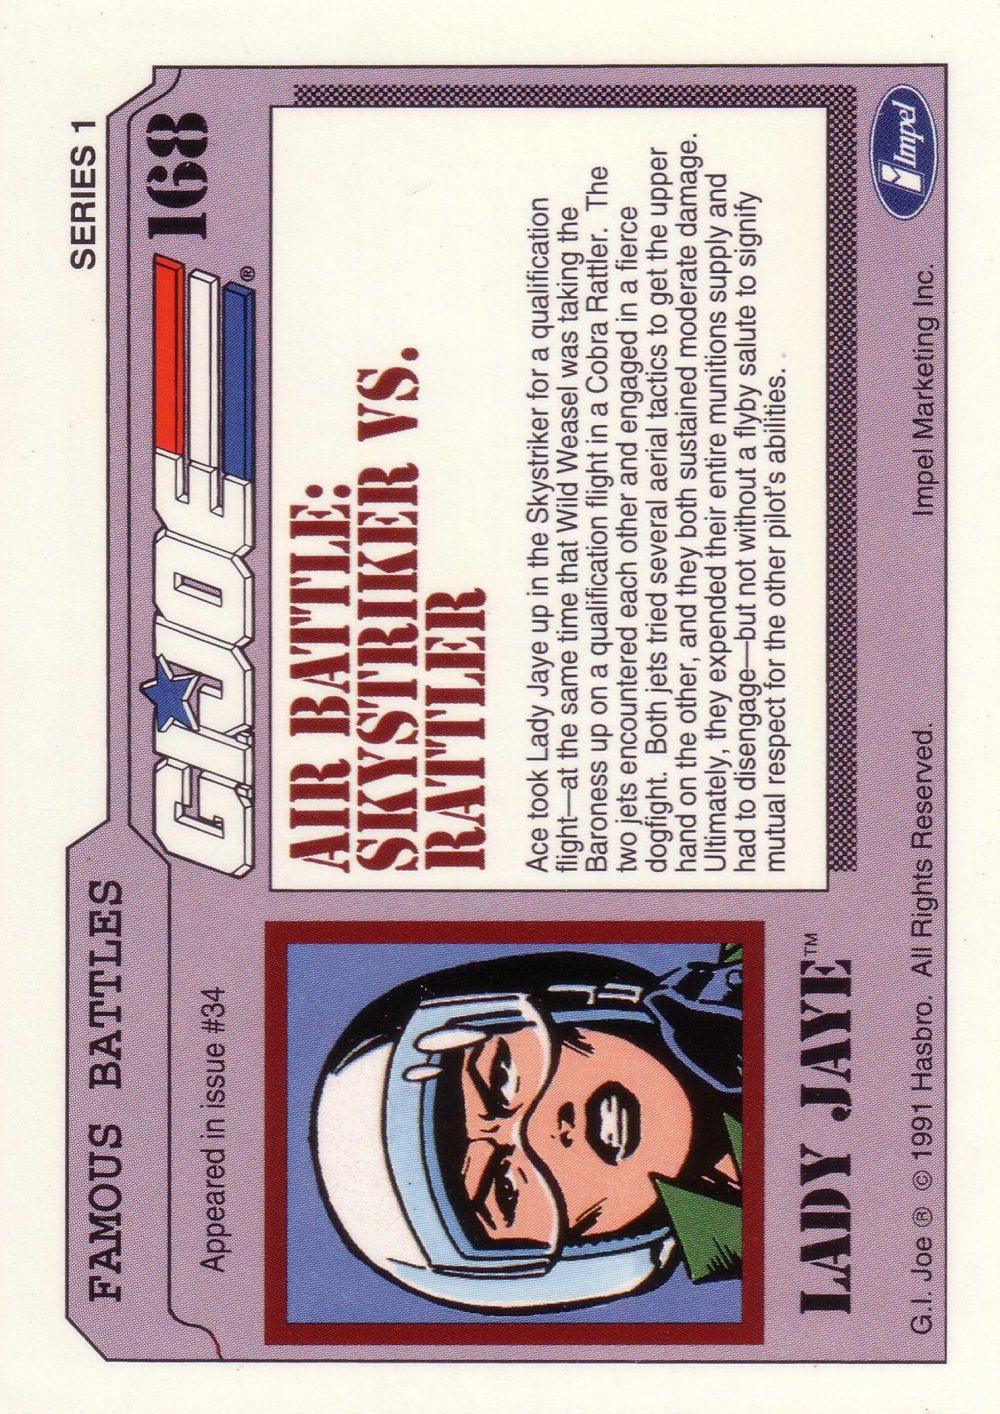 SERIES 1
FAMOUS BATTLES
G.I. JOE ®
168
Appeared in issue #34
LADY JAYE™
AIR BATTLE:
SKYSTRIKER VS.
RATTLER
Ace took Lady Jaye up in the Skystriker for a qualification
flight—at the same time that Wild Weasel was taking the
Baroness up on a qualification flight in a Cobra Rattler. The
two jets encountered each other and engaged in a fierce
dogfight. Both jets tried several aerial tactics to get the upper
hand on the other, and they both sustained moderate damage.
Ultimately, they expended their entire munitions supply and
had to disengage—but not without a flyby salute to signify
mutual respect for the other pilot's abilities.
G.I. Joe ® © 1991 Hasbro. All Rights Reserved. Impel Marketing Inc.
Impel